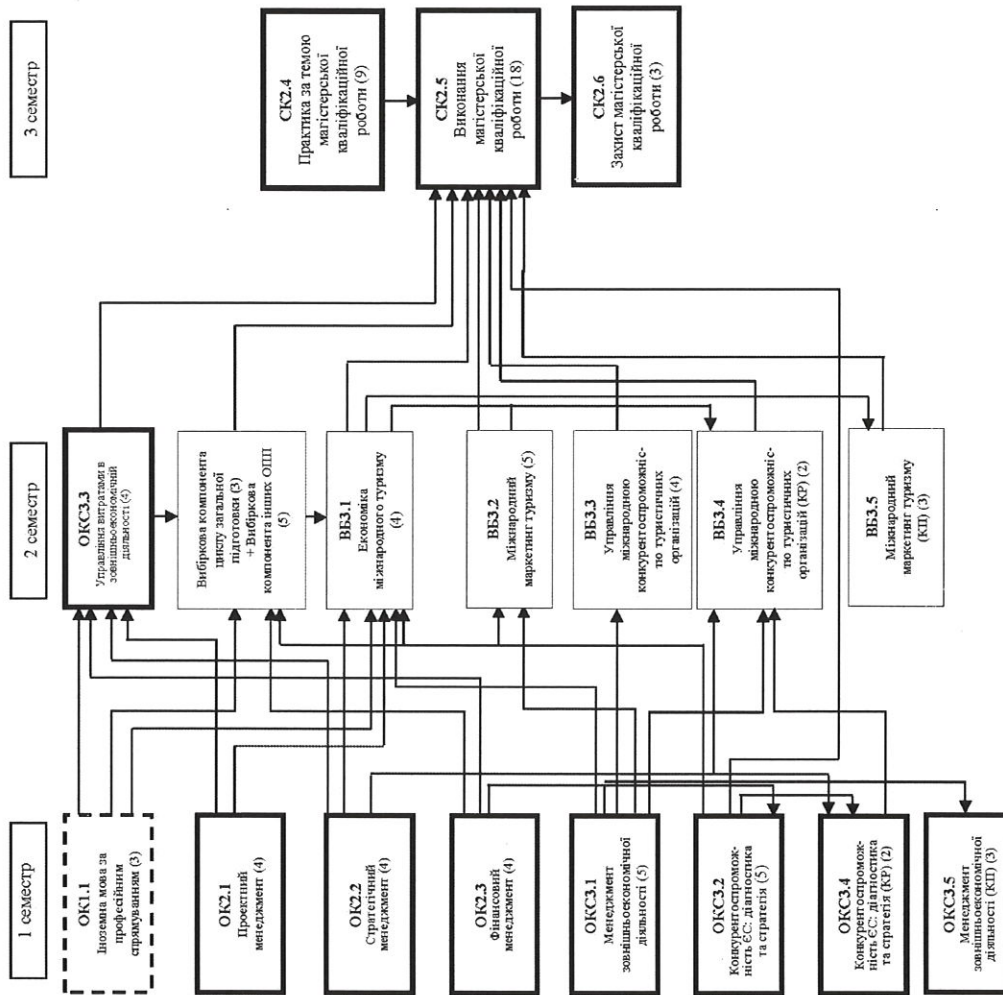 1 семестр
ОК1.1
Іноземна мова за
професійним
спрямуванням (3)
ОК2.1
Проектний
менеджмент (4)
ОК2.2
Стратегічний
менеджмент (4)
ОК2.3
Фінансовий
менеджмент (4)
ОКС3.1
Менеджмент
зовнішньоекономічної
діяльності (5)
ОКС3.2
Конкурентоспромож-
ність ЄС: діагностика
та стратегія (5)
ОКС3.4
Конкурентоспромож-
ність ЄС: діагностика
та стратегія (КР) (2)
ОКС3.5
Менеджмент
зовнішньоекономічної
діяльності (КП) (3)
2 семестр
ОКС3.3
Управління витратами в
зовнішньоекономічній
діяльності (4)
Вибіркова компонента
циклу загальної
підготовки (3)
+ Вибіркова
компонента інших ОПП
(5)
ВБ3.1
Економіка
міжнародного туризму
(4)
ВБ3.2
Міжнародний
маркетинг туризму (5)
ВБ3.3
Управління
міжнародною
конкурентоспроможніс-
тю туристичних
організацій (4)
ВБ3.4
Управління
міжнародною
конкурентоспроможніс-
тю туристичних
організацій (КР) (2)
ВБ3.5
Міжнародний
маркетинг туризму
(КП) (3)
3 семестр
СК2.4
Практика за темою
магістерської
кваліфікаційної
роботи (9)
СК2.5
Виконання
магістерської
кваліфікаційної
роботи (18)
СК2.6
Захист магістерської
кваліфікаційної
роботи (3)